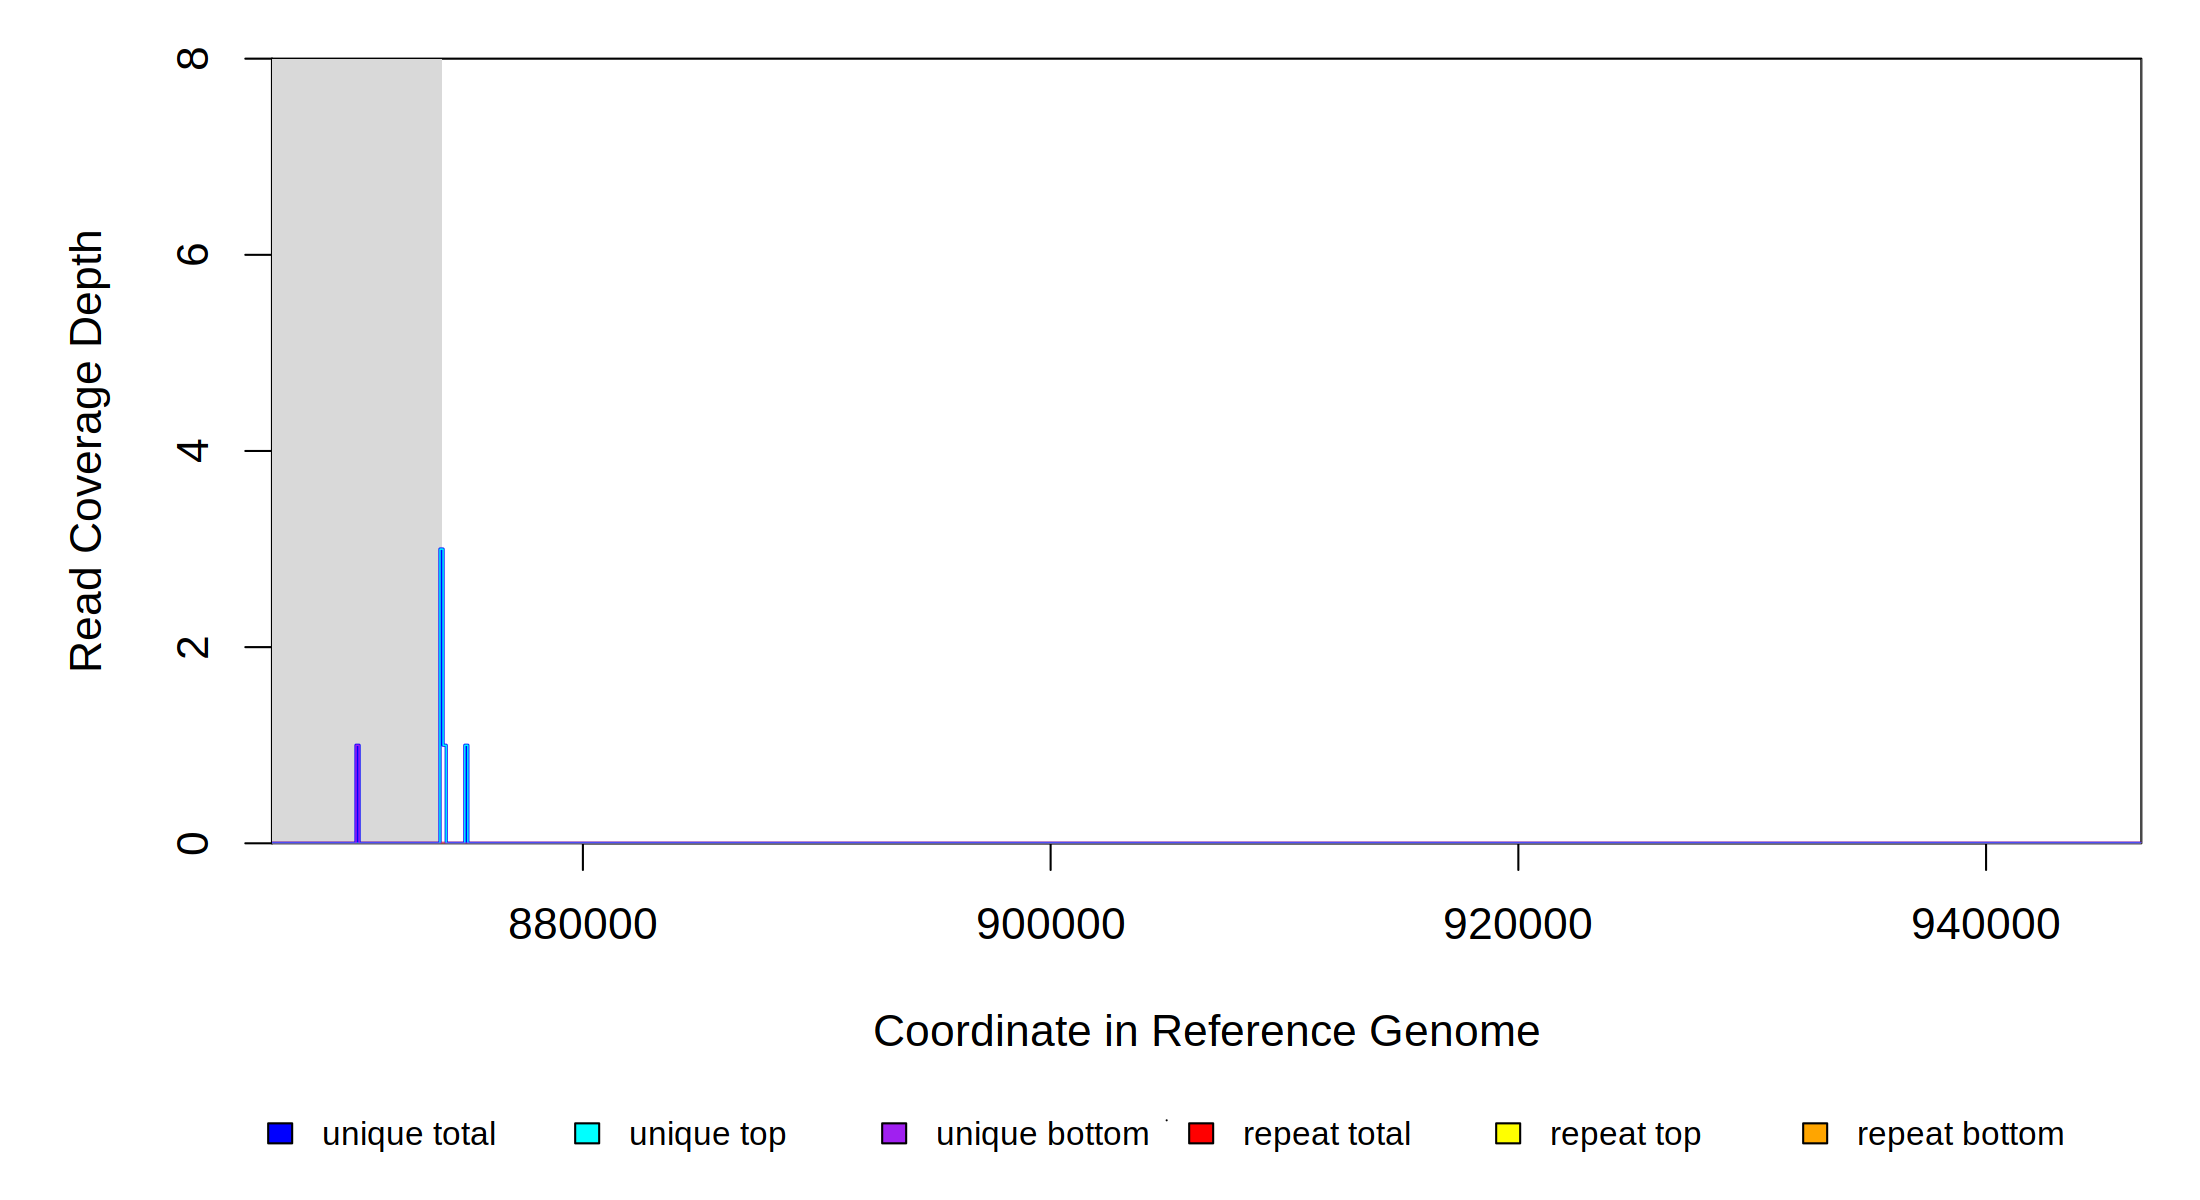 8
6
4
2
0
Read Coverage Depth
880000 900000 920000 940000
Coordinate in Reference Genome
unique total unique top unique bottom repeat total repeat top repeat bottom